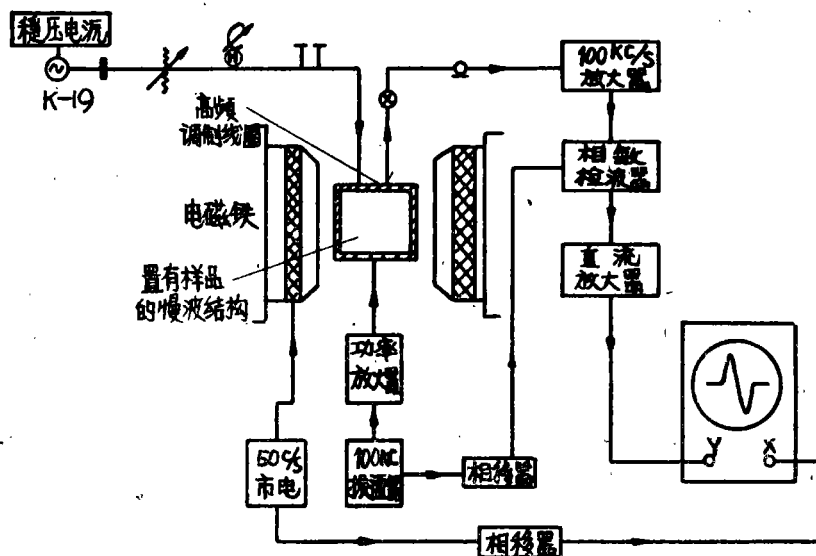 稳压电流
K-19
高频
调制线圈
电磁铁
置有样品
的慢波结构
100KC/S
放大器
相敏
检波器
直流
放大器
功率
放大器
50C/S
市电
100KC
振荡器
相移器
相移器
Y
X